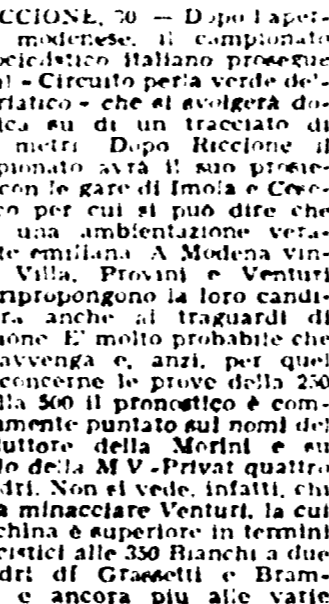 CCIONE, 30 — Dopo l'aper-
modenese, il campionato
ociclistico italiano prosegue
l « Circuito perla verde de'-
riatico » che si svolgerà do-
ca su di un tracciato di
metri Dopo Riccione il
pionato avrà il suo prosie-
con le gare di Imola e Cese-
co per cui si può dire che
una ambientazione vera-
te emiliana. A Modena vin-
Villa, Provini e Venturi
ripropongono la loro candi-
ra anche ai traguardi di
ione E' molto probabile che
avvenga e, anzi, per quel
concerne le prove della 250
lla 500 il pronostico è com-
amente puntato sui nomi del
duttore della Morini e su
lo della M V -Privat quattro
dri. Non si vede, infatti, chi
a minacciare Venturi, la cui
china è superiore in termini
cistici alle 350 Bianchi a due
dri di Grassetti e Bram-
e ancora più alle varie